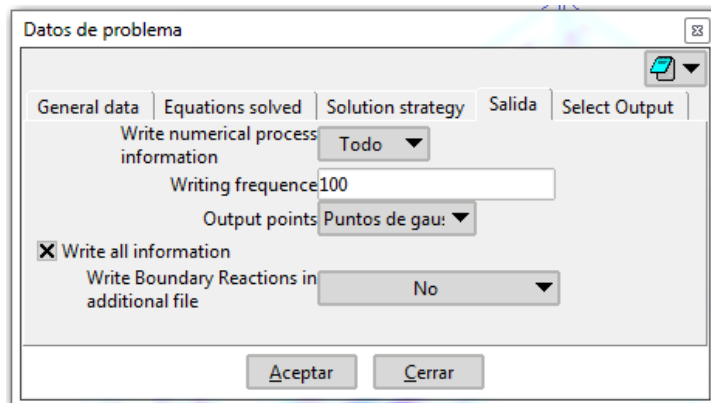 Datos de problema
General data Equations solved Solution strategy Salida Select Output
Write numerical process
information
Todo
Writing frequence 100
Output points Puntos de gaus
Write all information
Write Boundary Reactions in
additional file
No
Aceptar Cerrar